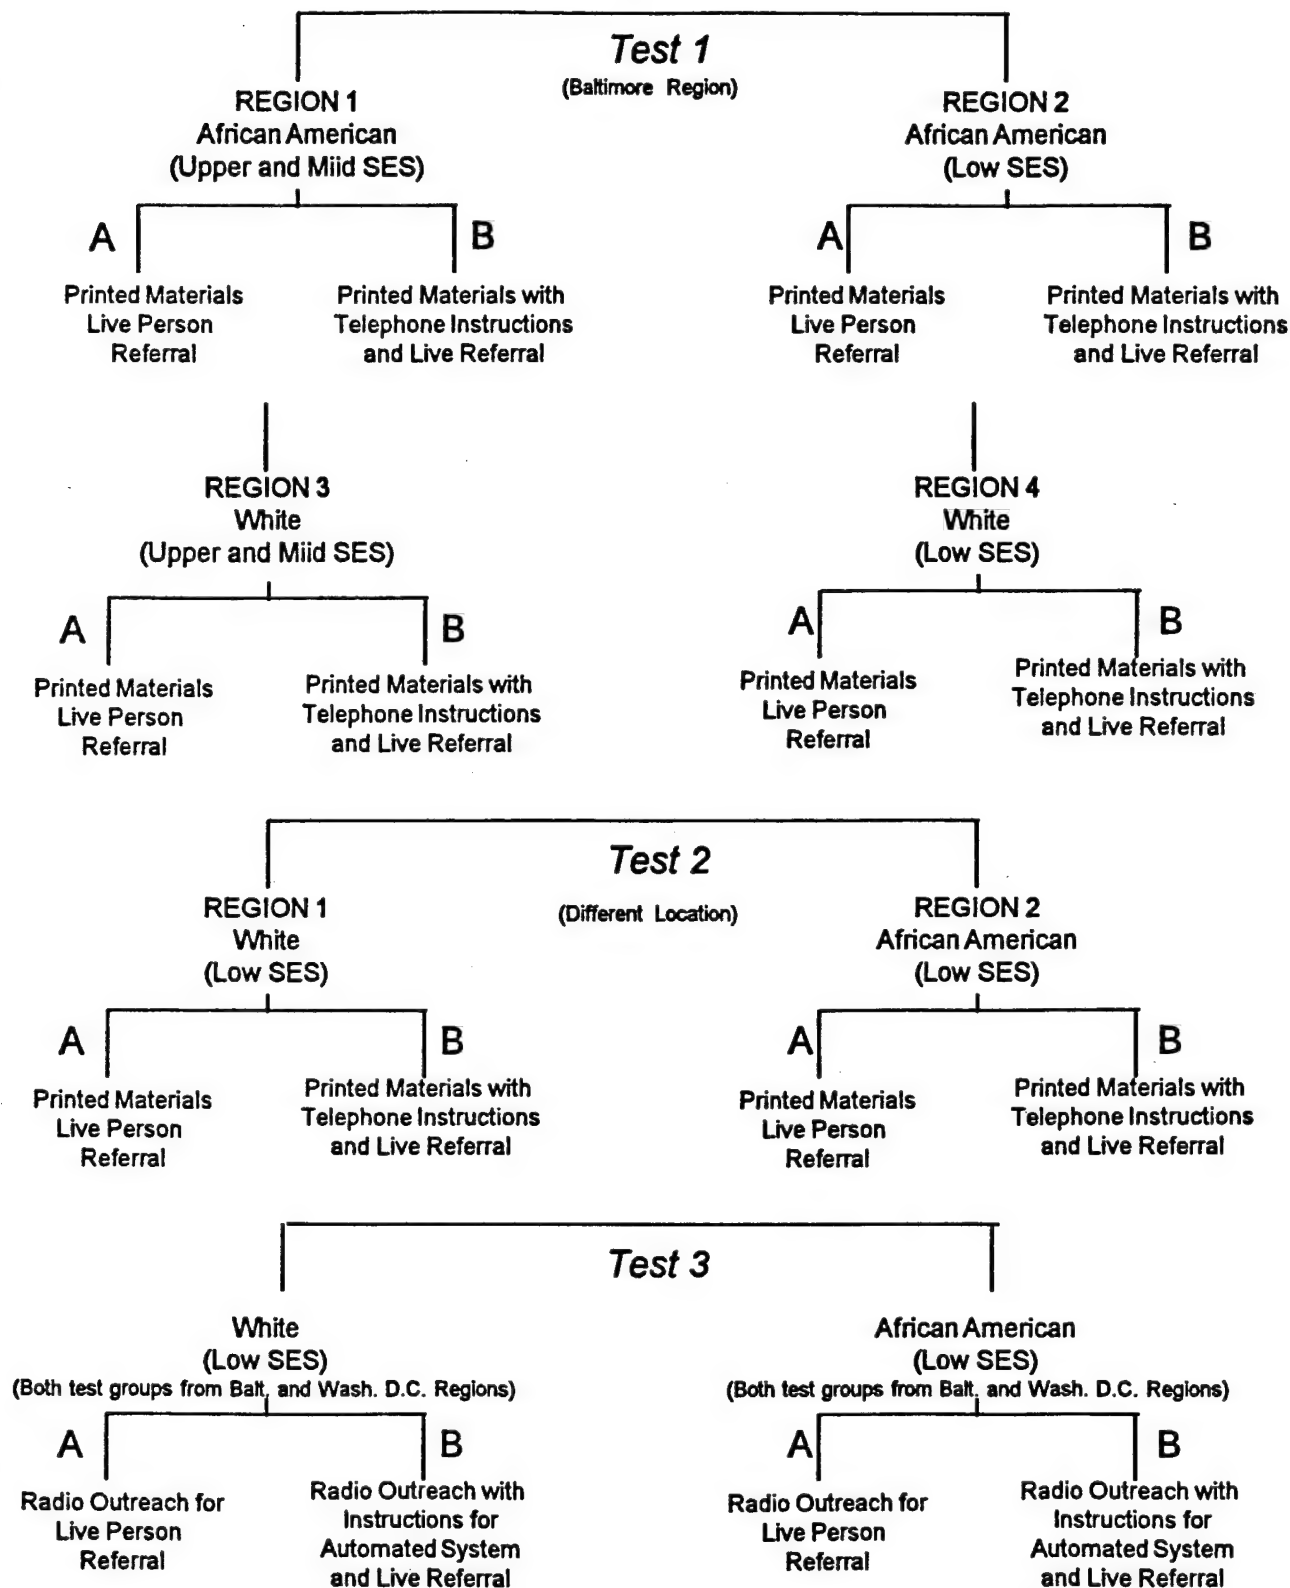 Test 1
(Baltimore Region)
REGION 1
African American
(Upper and Miid SES)
A
B
Printed Materials
Live Person
Referral
Printed Materials with
Telephone Instructions
and Live Referral
REGION 2
African American
(Low SES)
A
B
Printed Materials
Live Person
Referral
Printed Materials with
Telephone Instructions
and Live Referral
REGION 3
White
(Upper and Miid SES)
A
B
Printed Materials
Live Person
Referral
Printed Materials with
Telephone Instructions
and Live Referral
REGION 4
White
(Low SES)
A
B
Printed Materials
Live Person
Referral
Printed Materials with
Telephone Instructions
and Live Referral
Test 2
(Different Location)
REGION 1
White
(Low SES)
A
B
Printed Materials
Live Person
Referral
Printed Materials with
Telephone Instructions
and Live Referral
REGION 2
African American
(Low SES)
A
B
Printed Materials
Live Person
Referral
Printed Materials with
Telephone Instructions
and Live Referral
Test 3
White
(Low SES)
(Both test groups from Balt. and Wash. D.C. Regions)
A
B
Radio Outreach for
Live Person
Referral
Radio Outreach with
Instructions for
Automated System
and Live Referral
African American
(Low SES)
(Both test groups from Balt. and Wash. D.C. Regions)
A
B
Radio Outreach for
Live Person
Referral
Radio Outreach with
Instructions for
Automated System
and Live Referral